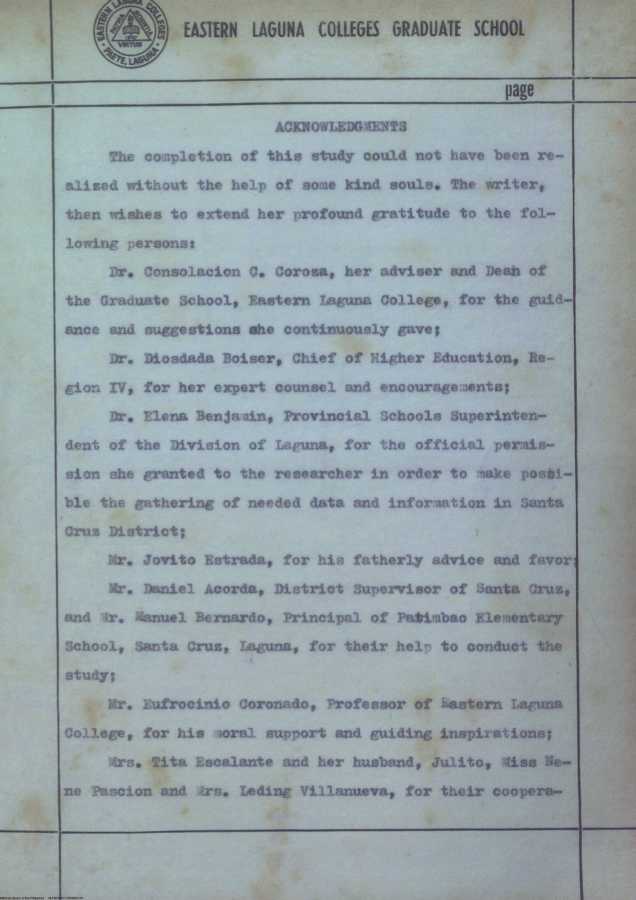 EASTERN LAGUNA COLLEGES
VIRTUS
PAETE, LAGUNA
EASTERN LAGUNA COLLEGES GRADUATE SCHOOL
page
ACKNOWLEDGMENTS
The completion of this study could not have been re-
alized without the help of some kind souls. The writer,
then wishes to extend her profound gratitude to the fol-
lowing persons:
Dr. Consolacion C. Coroza, her adviser and Dean of
the Graduate School, Eastern Laguna College, for the guid-
ance and suggestions she continuously gave;
Dr. Diosdada Boiser, Chief of Higher Education, Re-
gion IV, for her expert counsel and encouragements;
Dr. Elena Benjamin, Provincial Schools Superinten-
dent of the Division of Laguna, for the official permis-
sion she granted to the researcher in order to make possi-
ble the gathering of needed data and information in Santa
Cruz District;
Mr. Jovito Estrada, for his fatherly advice and favor;
Mr. Daniel Acorda, District Supervisor of Santa Cruz,
and Mr. Manuel Bernardo, Principal of Patimbao Elementary
School, Santa Cruz, Laguna, for their help to conduct the
study;
Mr. Eufrocinio Coronado, Professor of Eastern Laguna
College, for his moral support and guiding inspirations;
Mrs. Tita Escalante and her husband, Julito, Miss Ne-
ne Pascion and Mrs. Leding Villanueva, for their coopera-